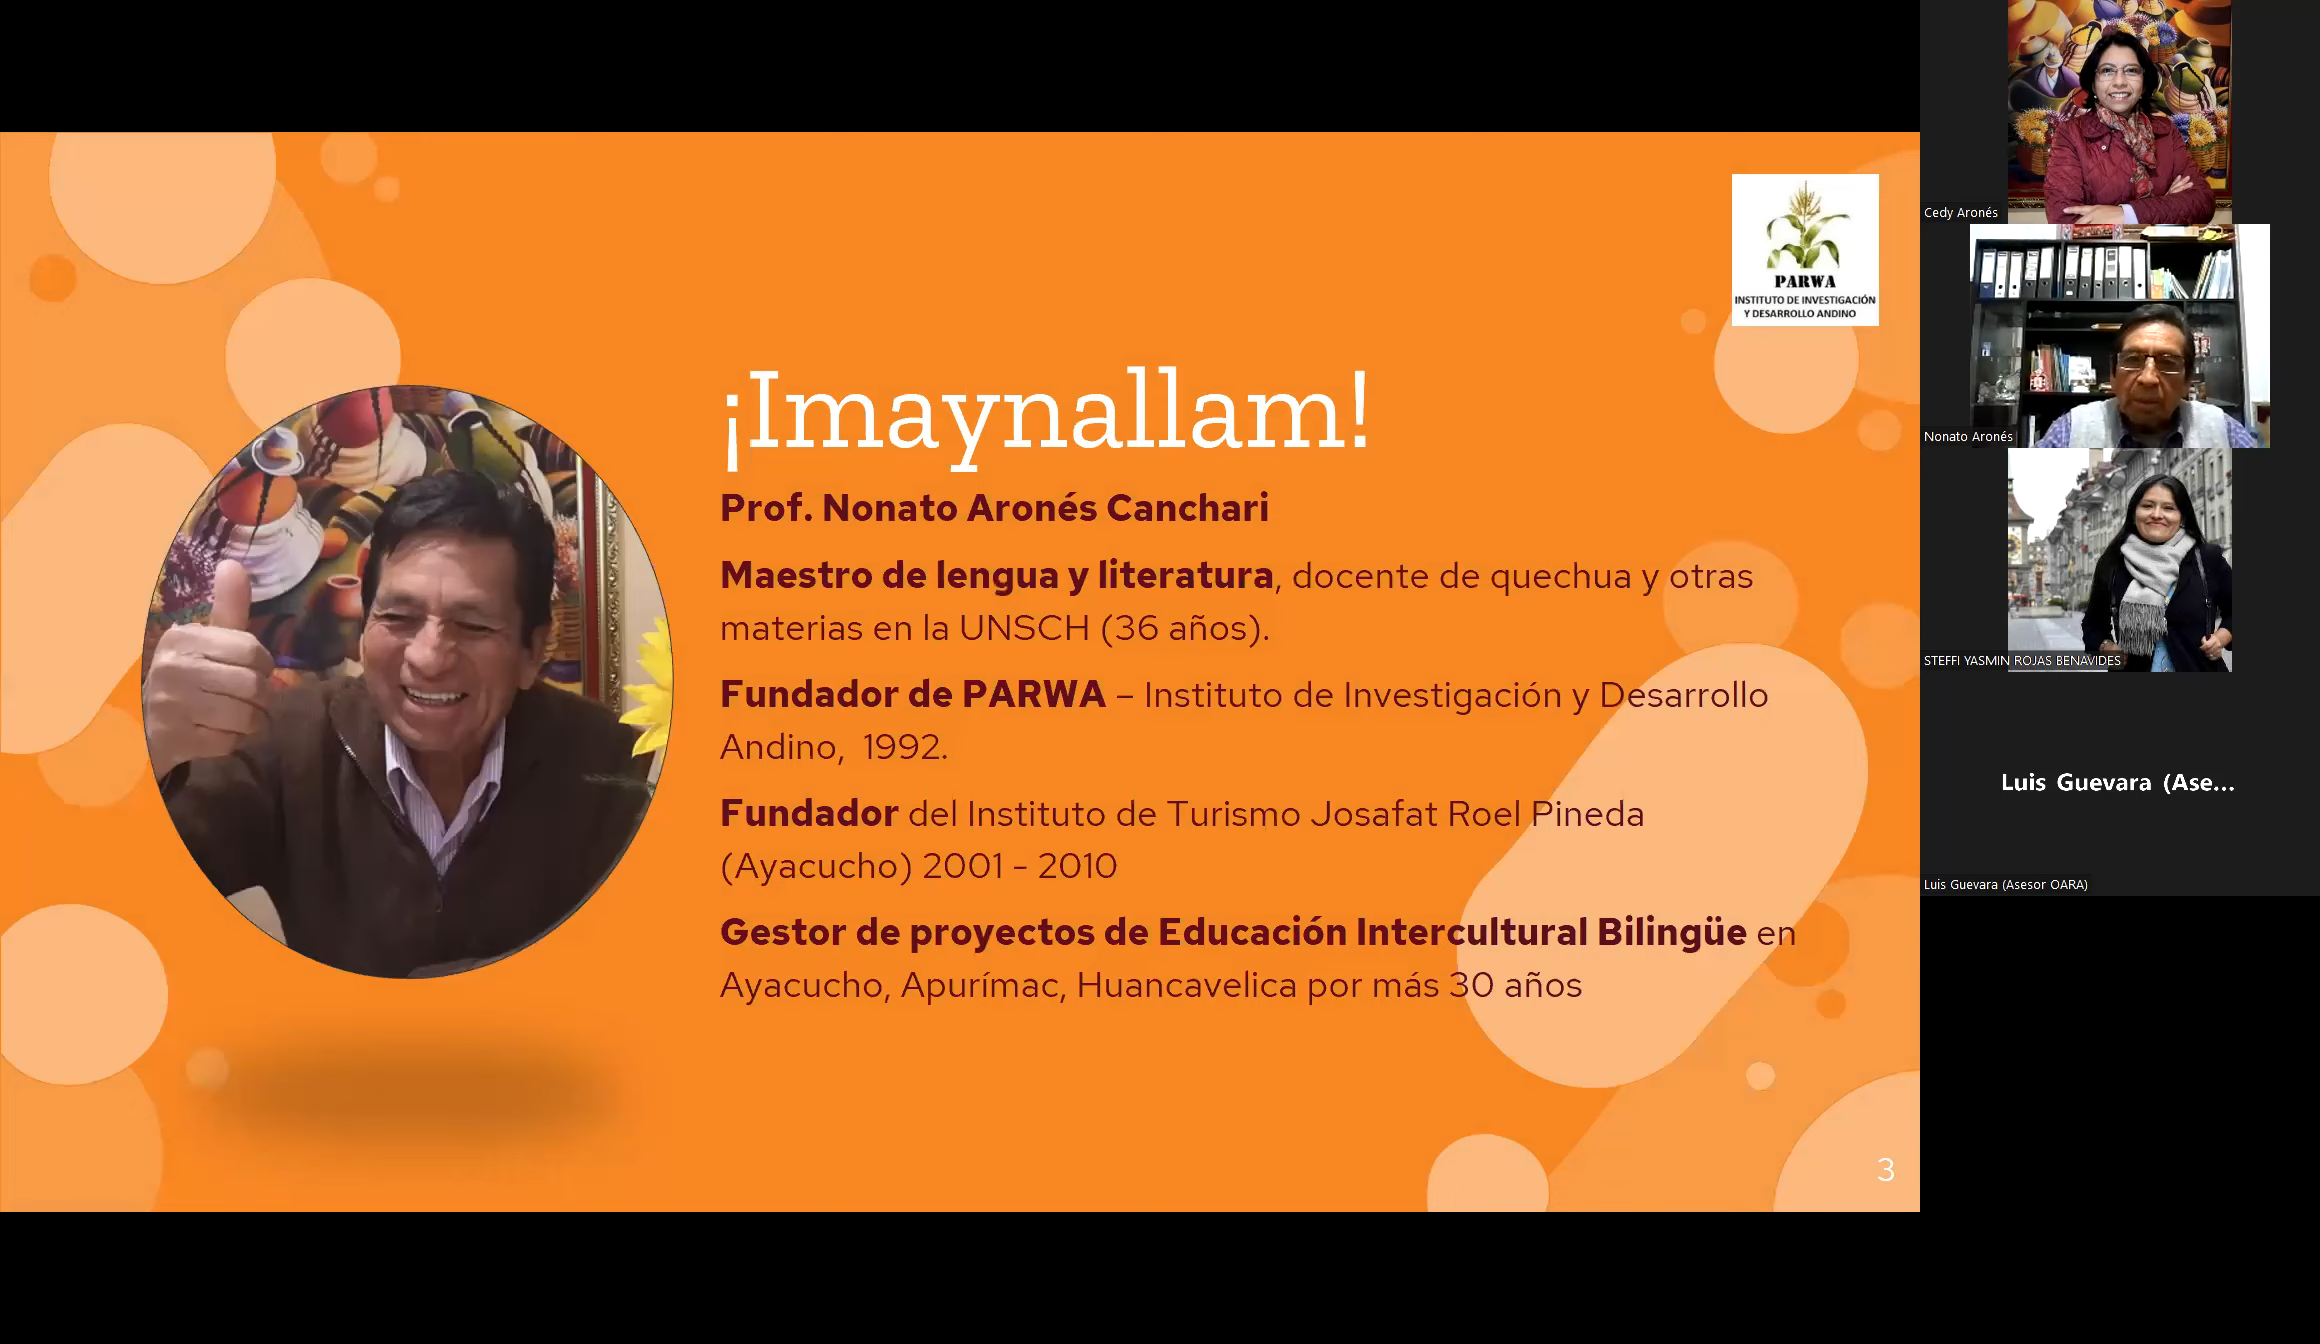 PARWA
INSTITUTO DE INVESTIGACIÓN
Y DESARROLLO ANDINO
¡Imaynallam!
Prof. Nonato Aronés Canchari
Maestro de lengua y literatura, docente de quechua y otras
materias en la UNSCH (36 años).
Fundador de PARWA – Instituto de Investigación y Desarrollo
Andino, 1992.
Fundador del Instituto de Turismo Josafat Roel Pineda
(Ayacucho) 2001 - 2010
Gestor de proyectos de Educación Intercultural Bilingüe en
Ayacucho, Apurímac, Huancavelica por más 30 años
3
Cedy Aronés
Nonato Aronés
STEFFI YASMIN ROJAS BENAVIDES
Luis Guevara (Ase...
Luis Guevara (Asesor OARA)